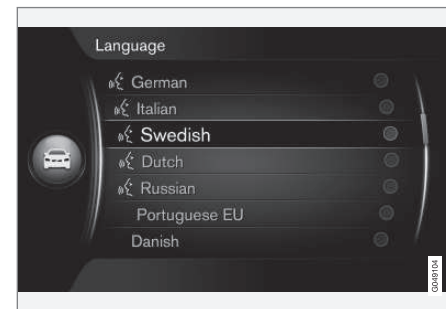 Language
German
Italian
Swedish
Dutch
Russian
Portuguese EU
Danish
G049104